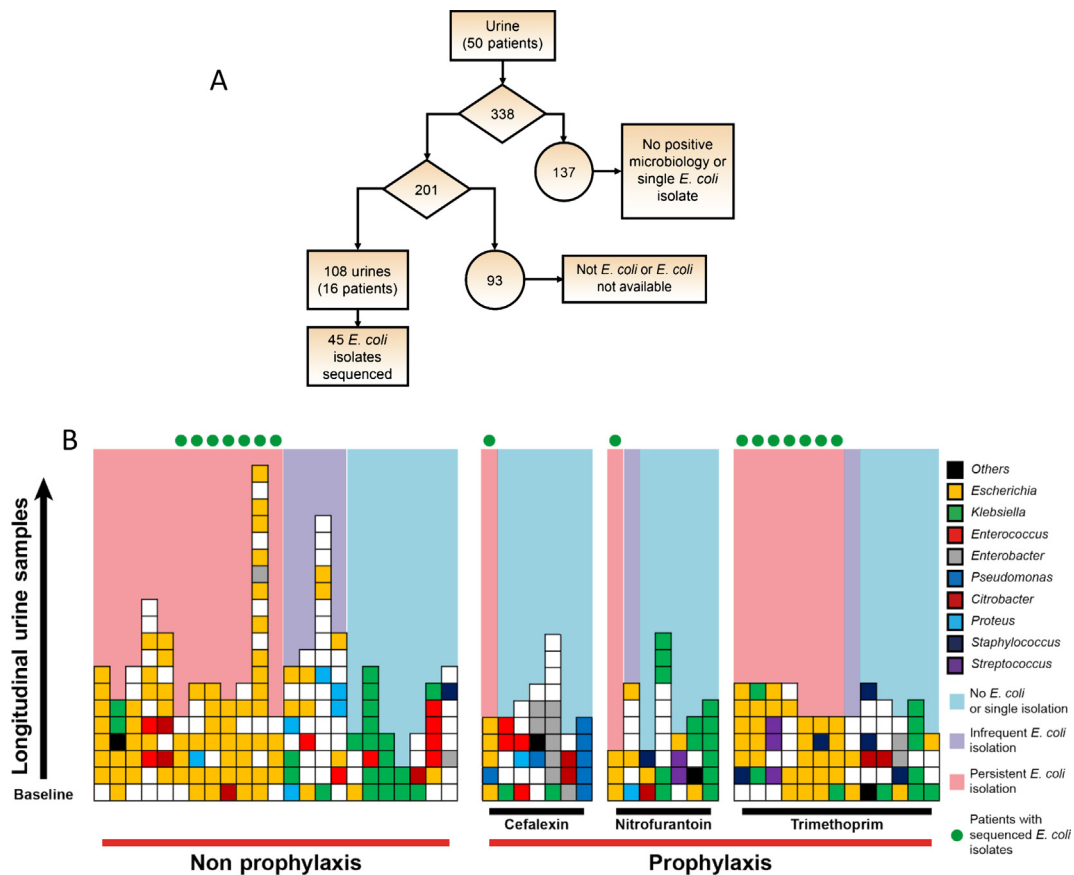 A
Urine
(50 patients)
338
137
No positive
microbiology or
single E. coli
isolate
201
108 urines
(16 patients)
93
Not E. coli or E. coli
not available
45 E. coli
isolates
sequenced
B
Longitudinal urine samples
Baseline
Others
Escherichia
Klebsiella
Enterococcus
Enterobacter
Pseudomonas
Citrobacter
Proteus
Staphylococcus
Streptococcus
No E. coli
or single isolation
Infrequent E. coli
isolation
Persistent E. coli
isolation
Patients with
sequenced E. coli
isolates
Cefalexin
Nitrofurantoin
Trimethoprim
Non prophylaxis
Prophylaxis